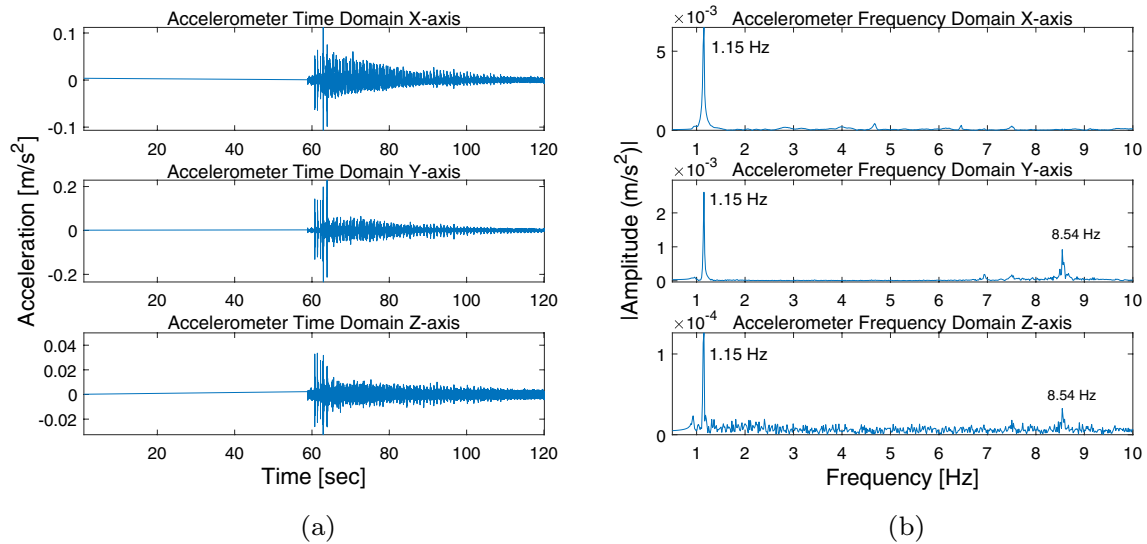 Accelerometer Time Domain X-axis
0.1
0
-0.1
20 40 60 80 100 120
Accelerometer Time Domain Y-axis
0.2
0
-0.2
20 40 60 80 100 120
Accelerometer Time Domain Z-axis
0.04
0.02
0
-0.02
20 40 60 80 100 120
Acceleration [m/s²]
Time [sec]
(a)
×10⁻³ Accelerometer Frequency Domain X-axis
5
0
1.15 Hz
1 2 3 4 5 6 7 8 9 10
×10⁻³ Accelerometer Frequency Domain Y-axis
2
1
0
1.15 Hz
8.54 Hz
1 2 3 4 5 6 7 8 9 10
×10⁻⁴ Accelerometer Frequency Domain Z-axis
1
0
1.15 Hz
8.54 Hz
1 2 3 4 5 6 7 8 9 10
|Amplitude (m/s²)|
Frequency [Hz]
(b)